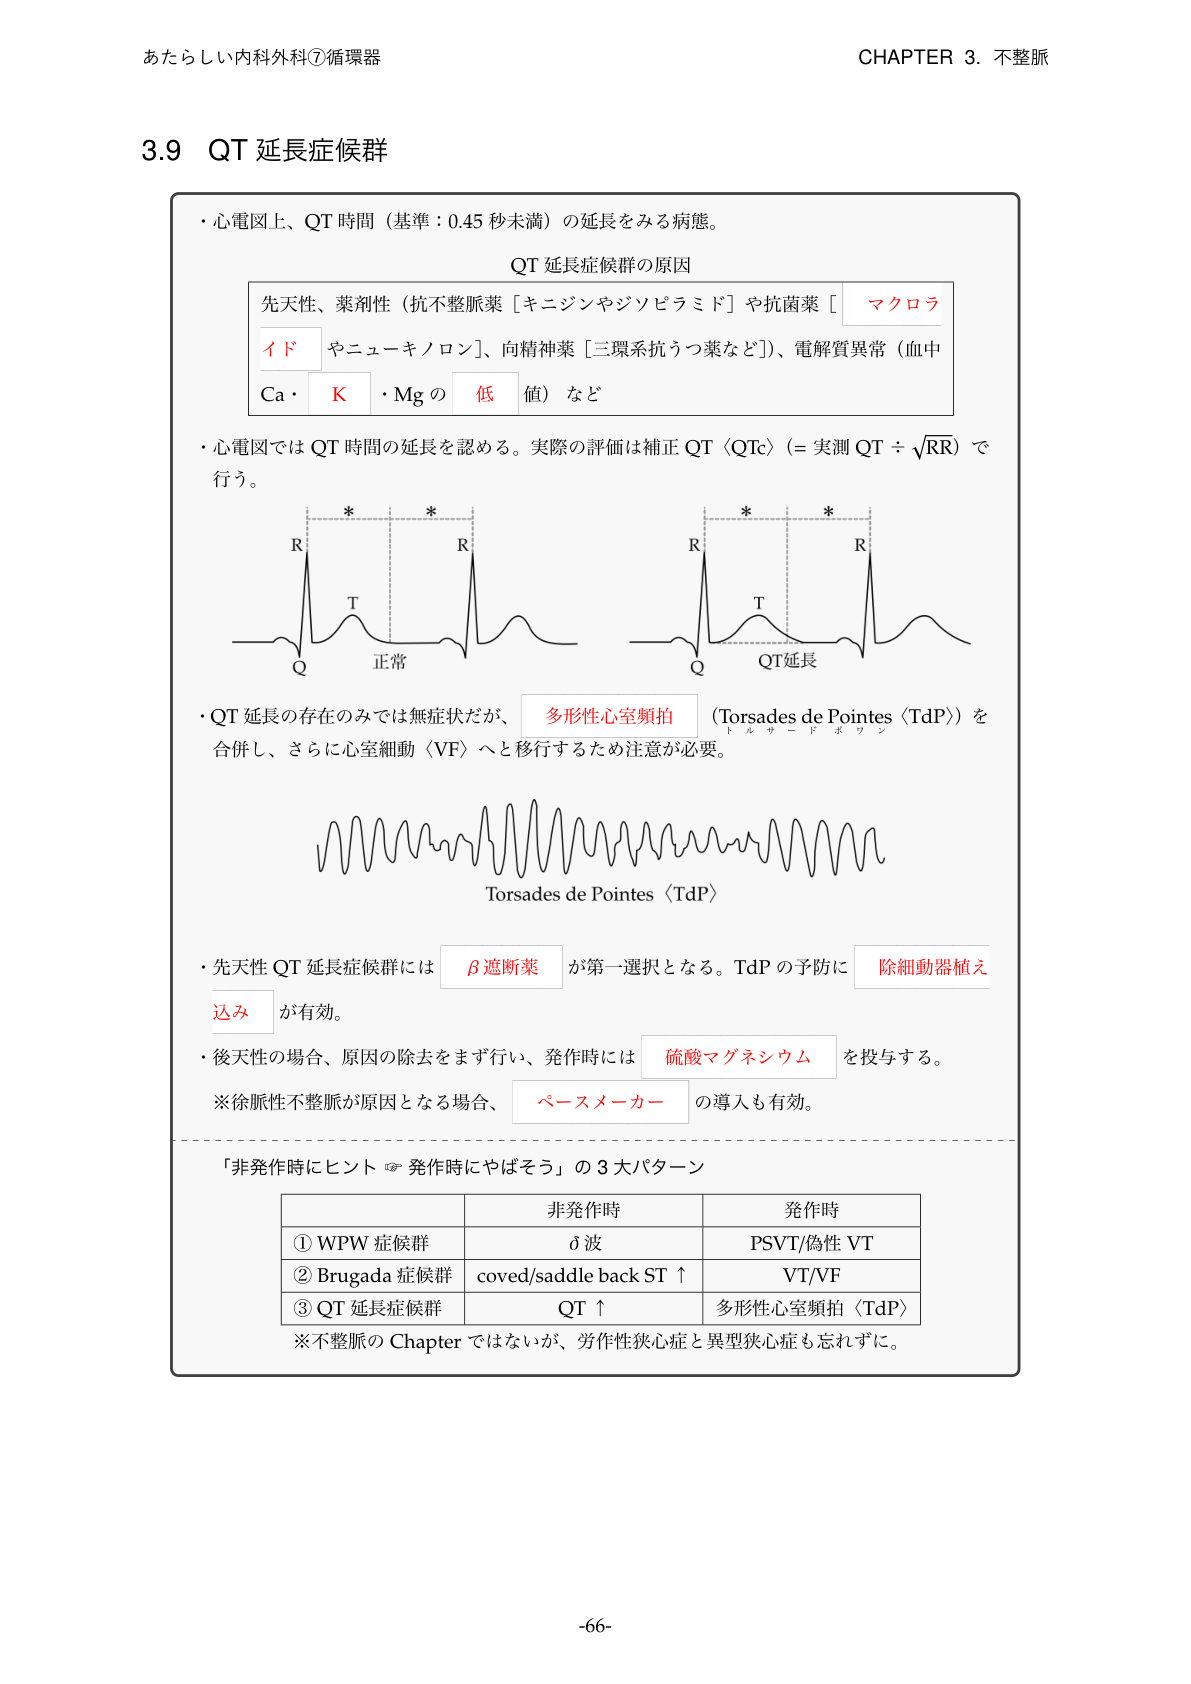 あたらしい内科外科⑦循環器 CHAPTER 3. 不整脈
3.9 QT 延長症候群
・心電図上、QT 時間（基準：0.45 秒未満）の延長をみる病態。
QT 延長症候群の原因
先天性、薬剤性（抗不整脈薬［キニジンやジソピラミド］や抗菌薬［ マクロラ
イド やニューキノロン］、向精神薬［三環系抗うつ薬など］）、電解質異常（血中
Ca・ K ・Mg の 低 値） など
・心電図では QT 時間の延長を認める。実際の評価は補正 QT〈QTc〉（= 実測 QT ÷ √RR）で
行う。
* * * *
R R R R
T T
Q 正常 Q QT延長
・QT 延長の存在のみでは無症状だが、 多形性心室頻拍 （Torsades de Pointes〈TdP〉）を
トルサードポワン
合併し、さらに心室細動〈VF〉へと移行するため注意が必要。
Torsades de Pointes〈TdP〉
・先天性 QT 延長症候群には β 遮断薬 が第一選択となる。TdP の予防に 除細動器植え
込み が有効。
・後天性の場合、原因の除去をまず行い、発作時には 硫酸マグネシウム を投与する。
※徐脈性不整脈が原因となる場合、 ペースメーカー の導入も有効。
「非発作時にヒント ☞ 発作時にやばそう」の 3 大パターン
非発作時 発作時
① WPW 症候群 δ 波 PSVT/偽性 VT
② Brugada 症候群 coved/saddle back ST ↑ VT/VF
③ QT 延長症候群 QT ↑ 多形性心室頻拍〈TdP〉
※不整脈の Chapter ではないが、労作性狭心症と異型狭心症も忘れずに。
-66-